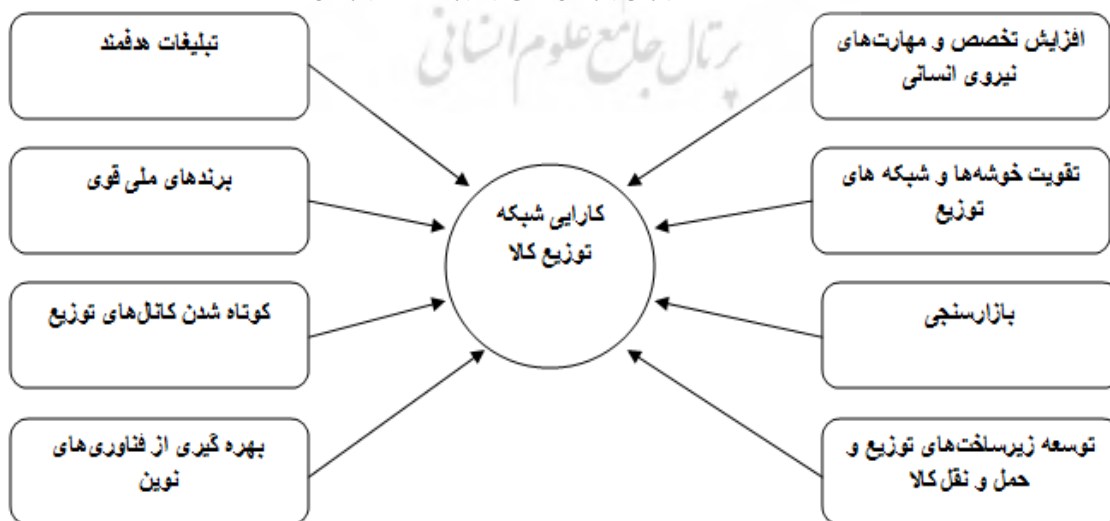 افزایش تخصص و مهارت‌های
نیروی انسانی
تقویت خوشه‌ها و شبکه های
توزیع
بازارسنجی
توسعه زیرساخت‌های توزیع و
حمل و نقل کالا
کارایی شبکه
توزیع کالا
تبلیغات هدفمند
برندهای ملی قوی
کوتاه شدن کانال‌های توزیع
بهره گیری از فناوری‌های
نوین
پرتال جامع علوم انسانی